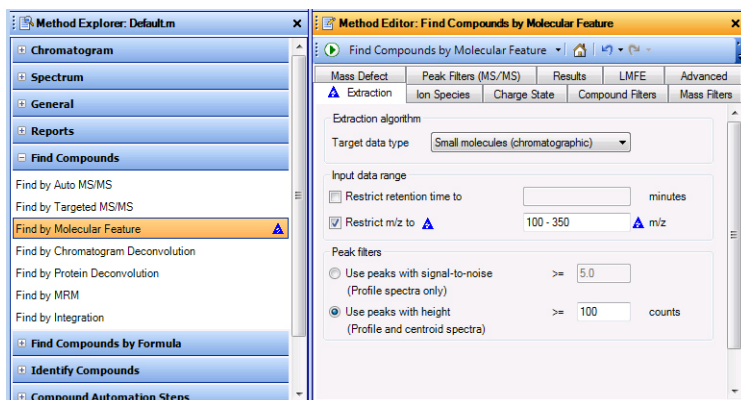 Method Explorer: Default.m
Chromatogram
Spectrum
General
Reports
Find Compounds
Find by Auto MS/MS
Find by Targeted MS/MS
Find by Molecular Feature
Find by Chromatogram Deconvolution
Find by Protein Deconvolution
Find by MRM
Find by Integration
Find Compounds by Formula
Identify Compounds
Compound Automation Steps
Method Editor: Find Compounds by Molecular Feature
Find Compounds by Molecular Feature
Mass Defect Peak Filters (MS/MS) Results LMFE Advanced
Extraction Ion Species Charge State Compound Filters Mass Filters
Extraction algorithm
Target data type Small molecules (chromatographic)
Input data range
Restrict retention time to minutes
Restrict m/z to 100 - 350 m/z
Peak filters
Use peaks with signal-to-noise >= 5.0
(Profile spectra only)
Use peaks with height >= 100 counts
(Profile and centroid spectra)